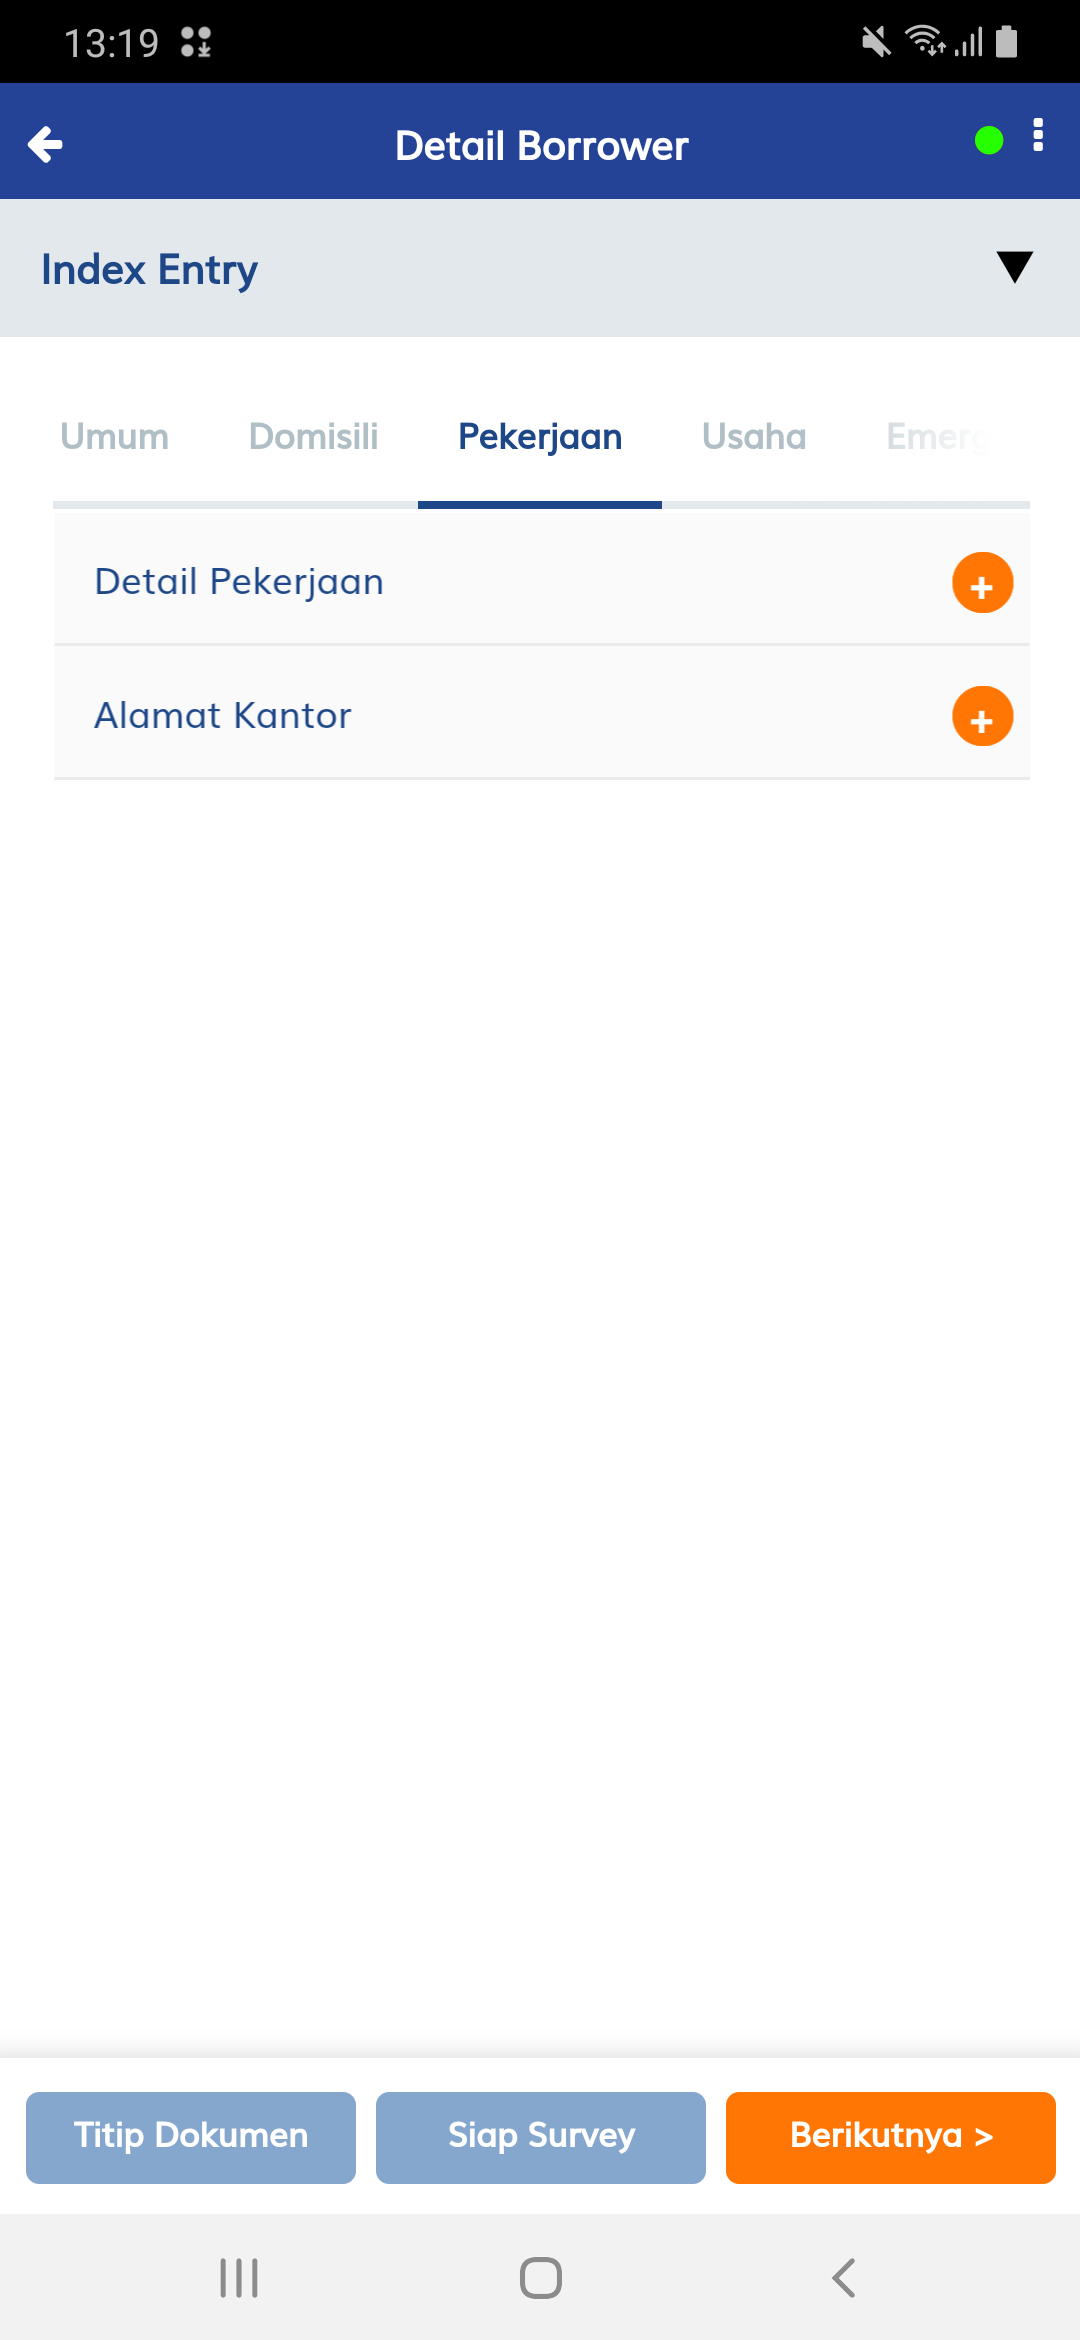 13:19
Detail Borrower
Index Entry
Umum Domisili Pekerjaan Usaha Emerg
Detail Pekerjaan
+
Alamat Kantor
+
Titip Dokumen Siap Survey Berikutnya >